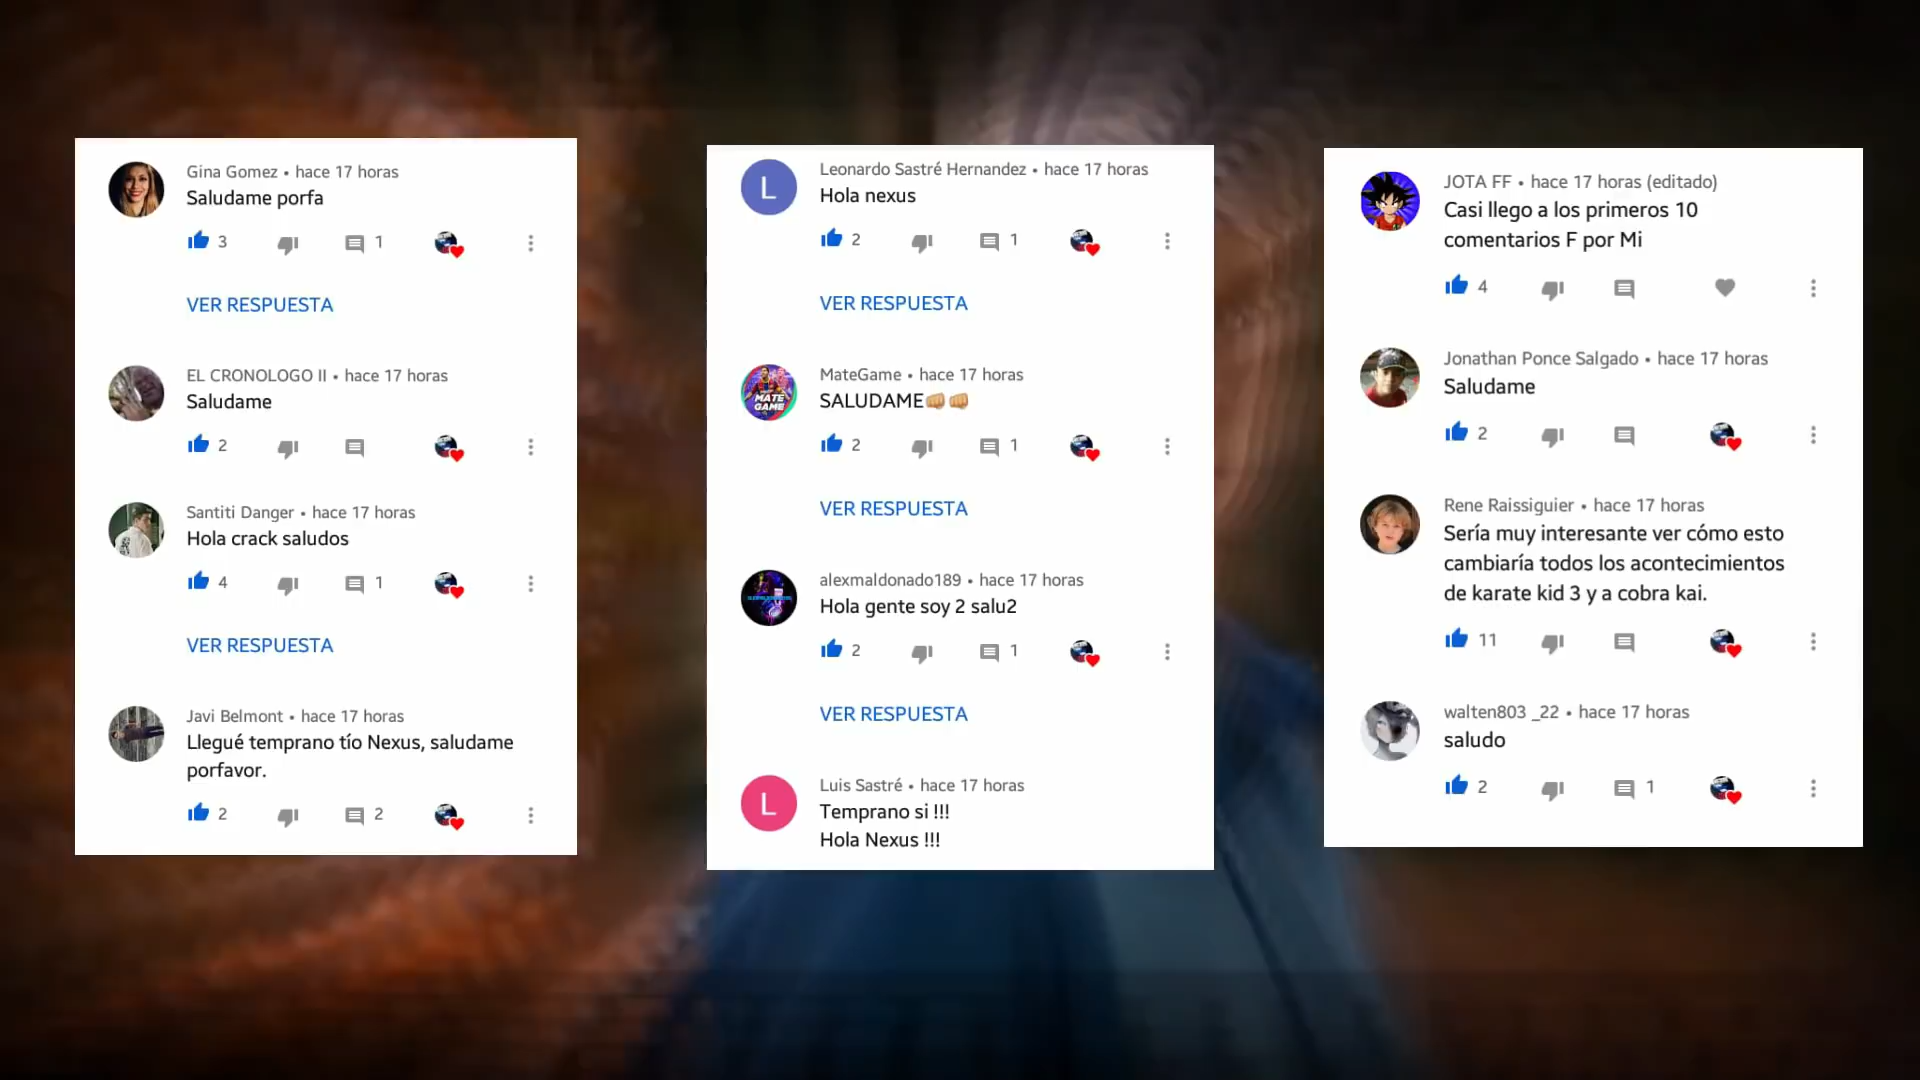 Gina Gomez • hace 17 horas
Saludame porfa
3
1
VER RESPUESTA
EL CRONOLOGO II • hace 17 horas
Saludame
2
Santiti Danger • hace 17 horas
Hola crack saludos
4
1
VER RESPUESTA
Javi Belmont • hace 17 horas
Llegué temprano tío Nexus, saludame
porfavor.
2
2
L
Leonardo Sastré Hernandez • hace 17 horas
Hola nexus
2
1
VER RESPUESTA
MATE
GAME
MateGame • hace 17 horas
SALUDAME👊🏼👊🏼
2
1
VER RESPUESTA
alexmaldonado189 • hace 17 horas
Hola gente soy 2 salu2
2
1
VER RESPUESTA
L
Luis Sastré • hace 17 horas
Temprano si !!!
Hola Nexus !!!
JOTA FF • hace 17 horas (editado)
Casi llego a los primeros 10
comentarios F por Mi
4
Jonathan Ponce Salgado • hace 17 horas
Saludame
2
Rene Raissiguier • hace 17 horas
Sería muy interesante ver cómo esto
cambiaría todos los acontecimientos
de karate kid 3 y a cobra kai.
11
walten803 _22 • hace 17 horas
saludo
2
1